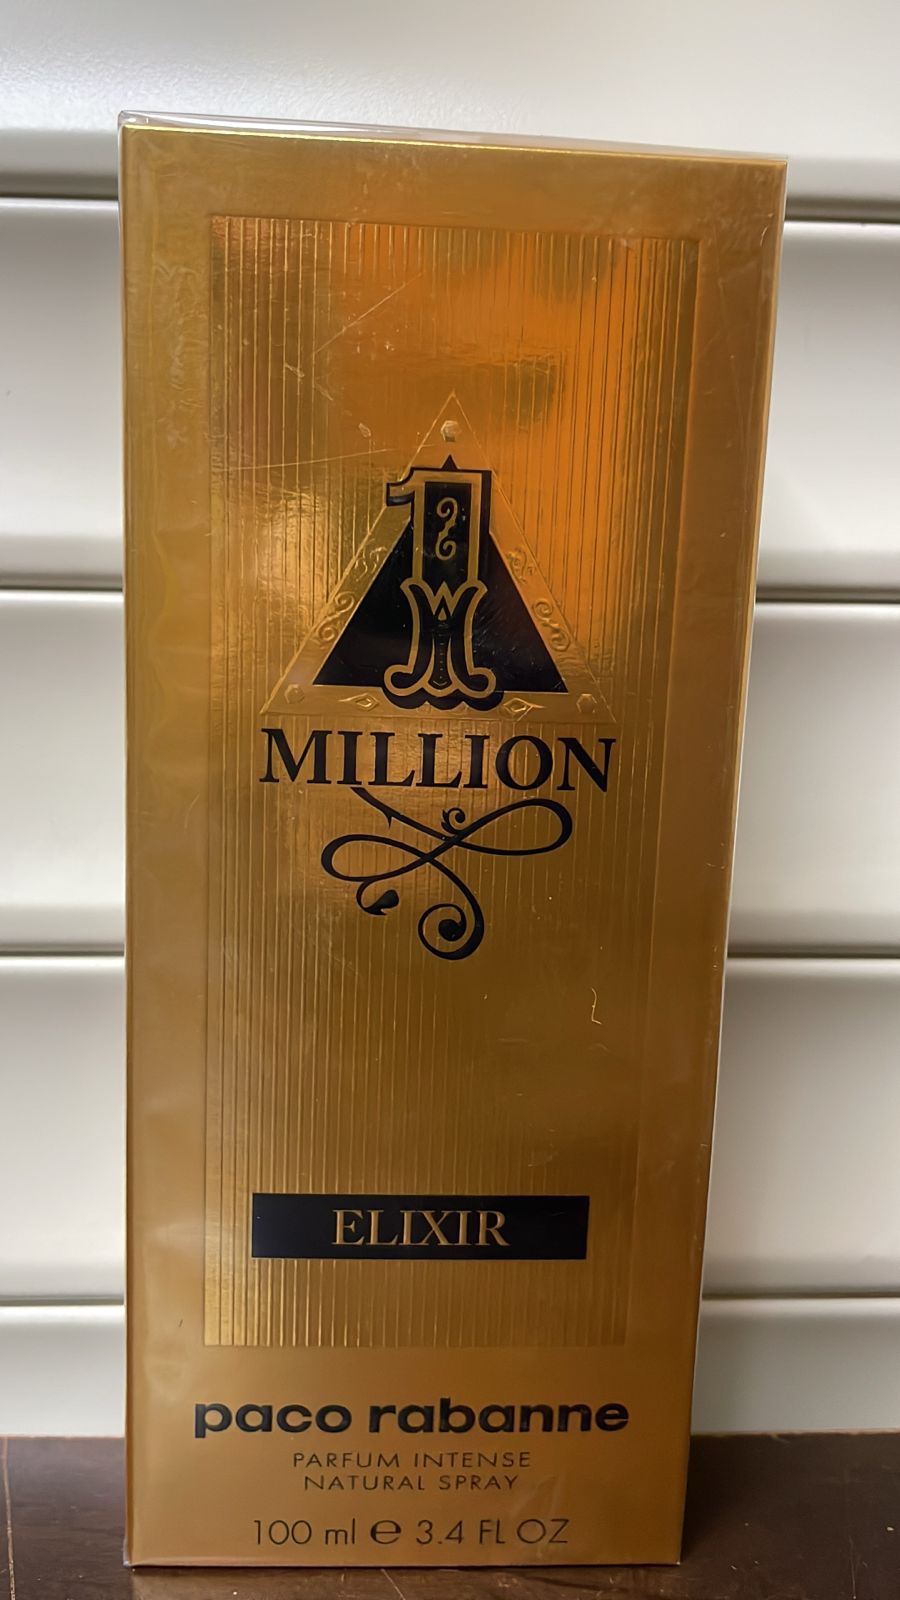 1
M
MILLION
ELIXIR
paco rabanne
PARFUM INTENSE
NATURAL SPRAY
100 ml ℮ 3.4 FL OZ